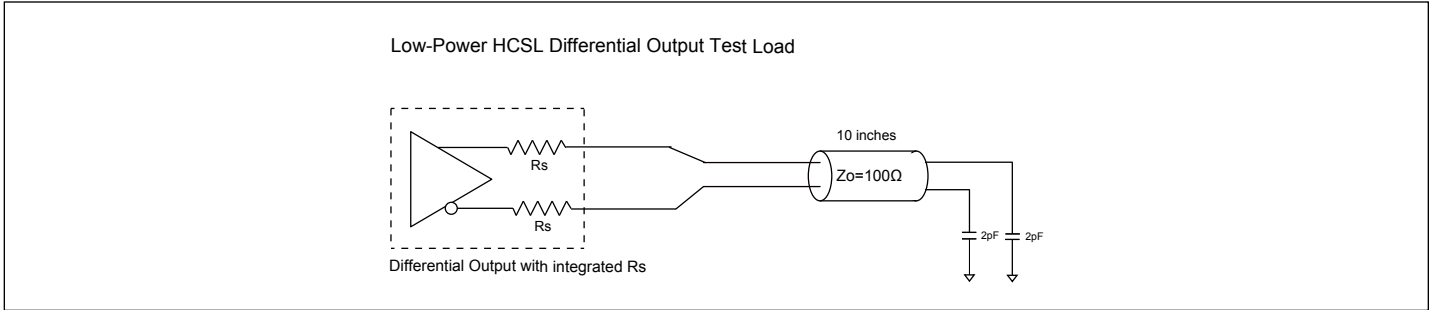 Low-Power HCSL Differential Output Test Load
10 inches
Rs
Zo=100Ω
Rs
2pF
2pF
Differential Output with integrated Rs